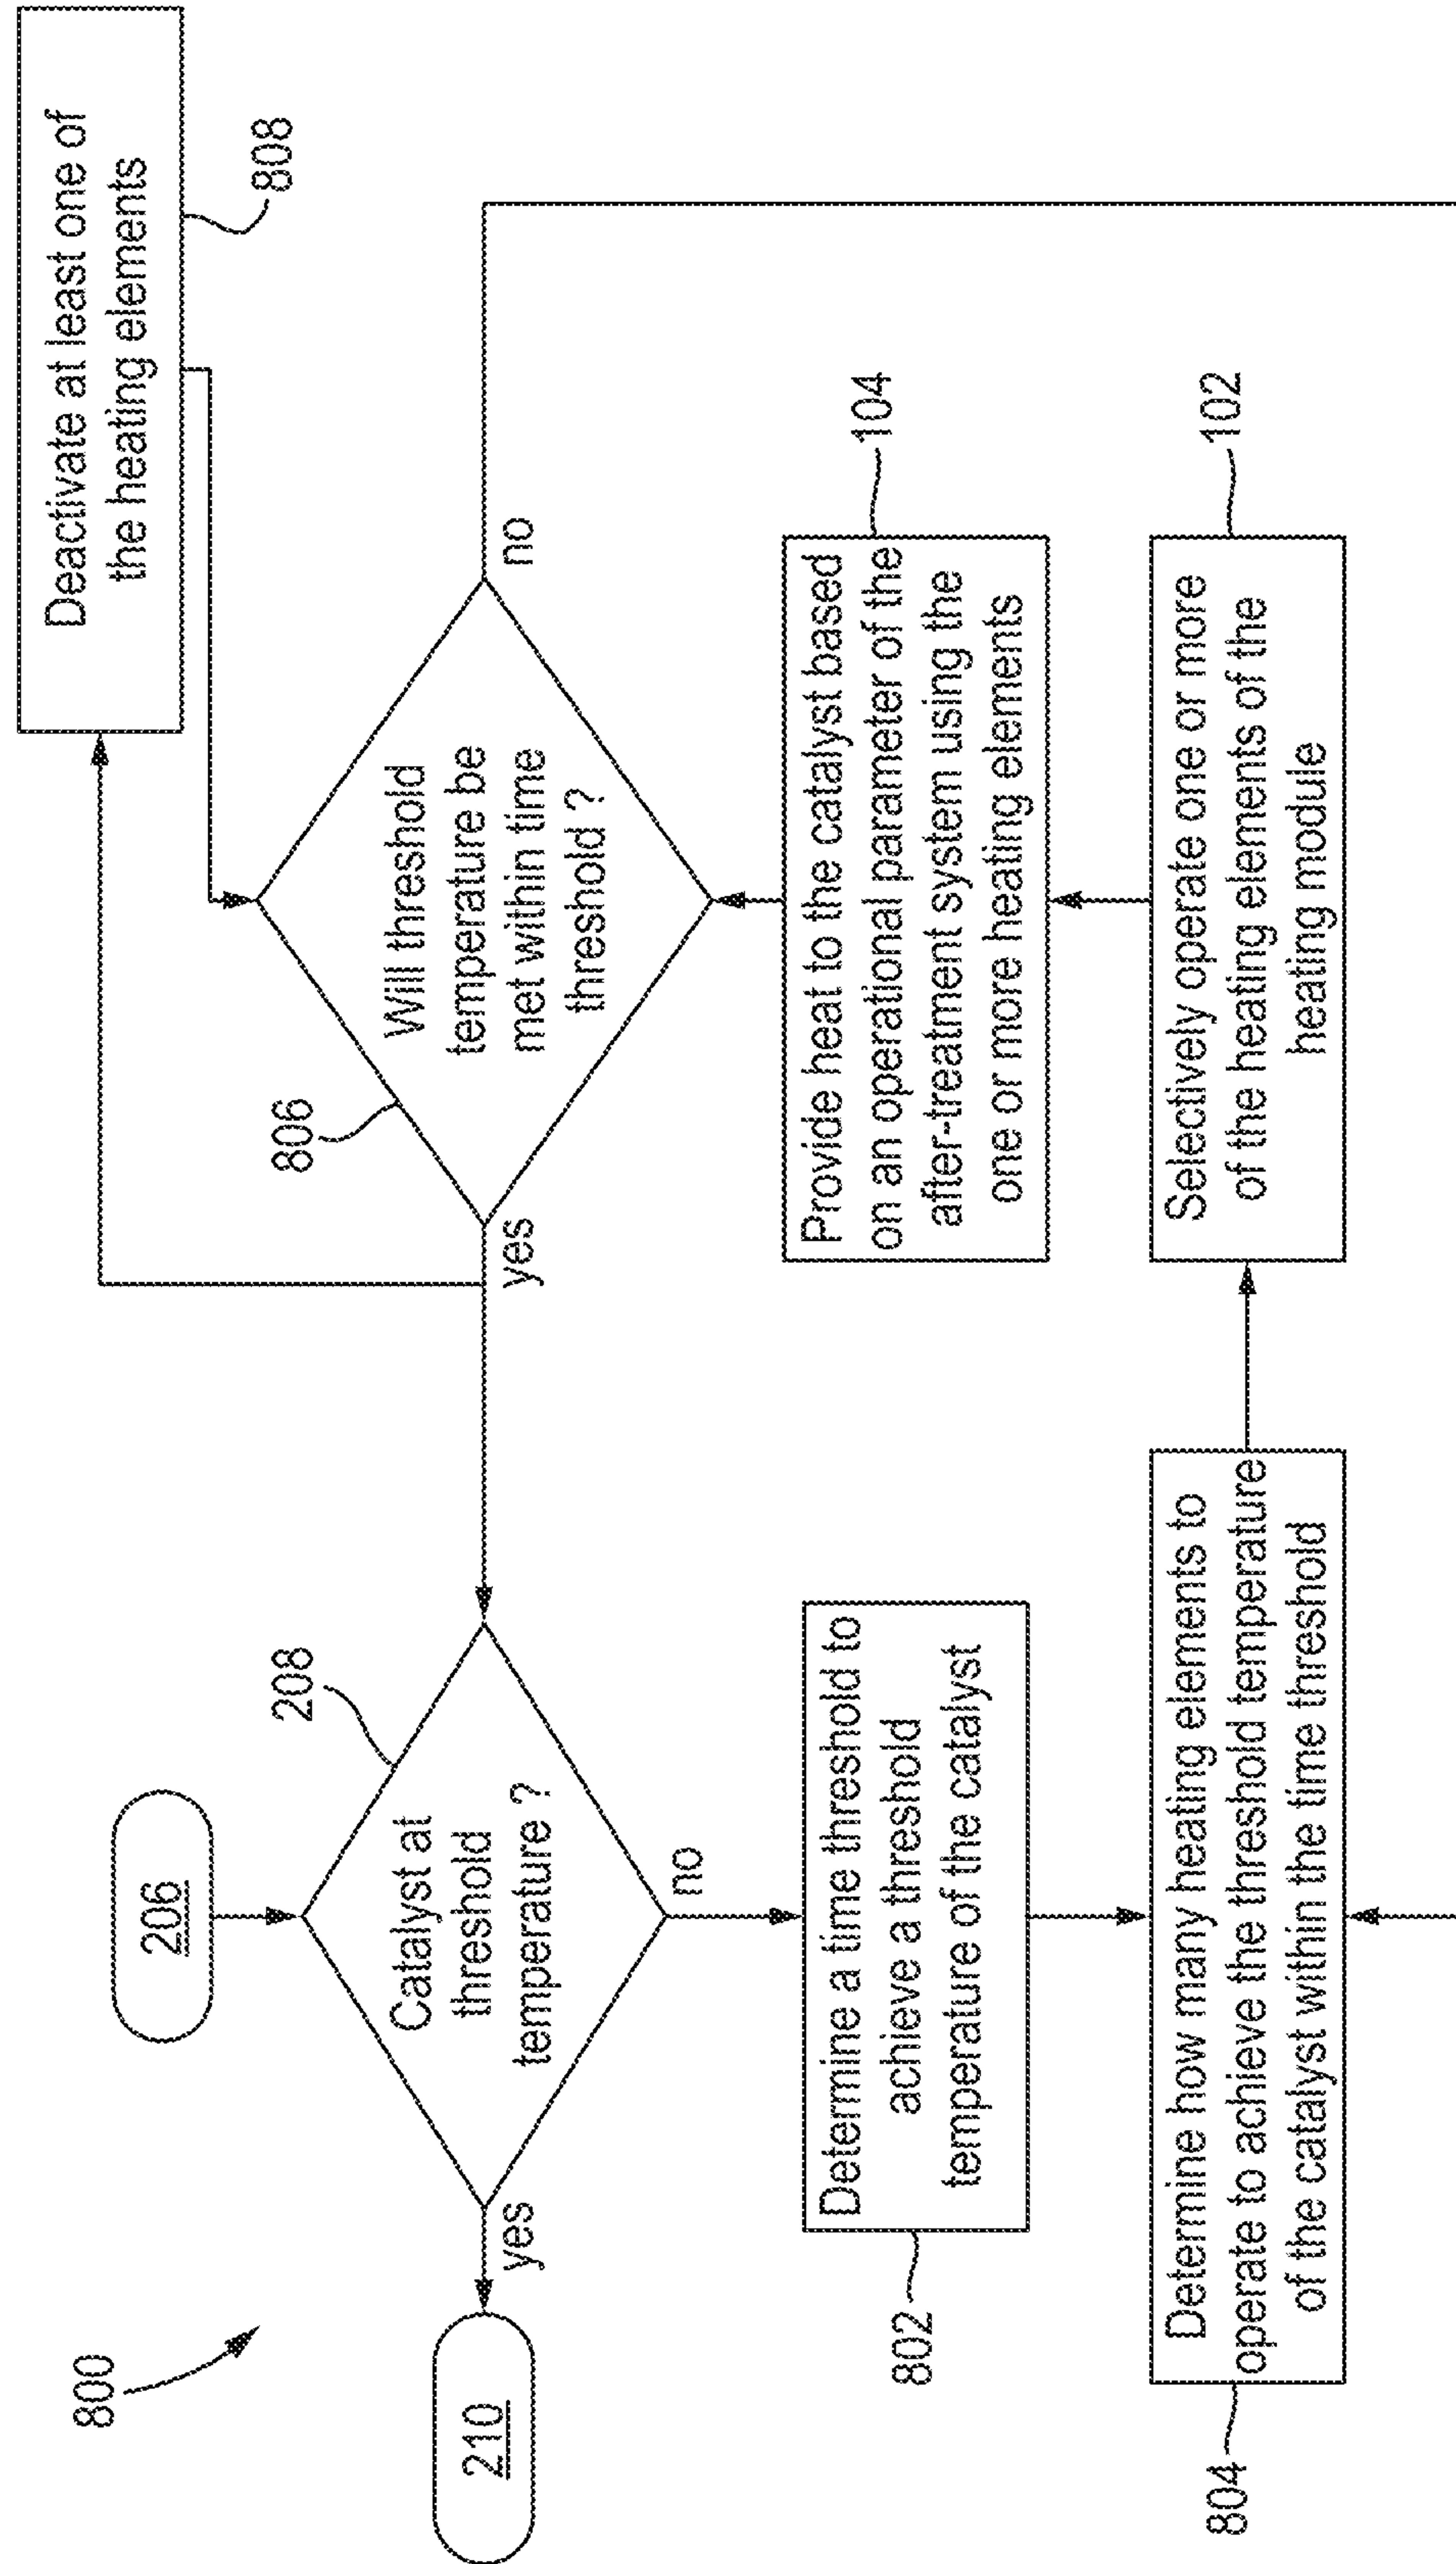 800
206
210
yes
Catalyst at
threshold
temperature ?
208
no
Determine a time threshold to
achieve a threshold
temperature of the catalyst
802
Determine how many heating elements to
operate to achieve the threshold temperature
of the catalyst within the time threshold
804
Selectively operate one or more
of the heating elements of the
heating module
102
Provide heat to the catalyst based
on an operational parameter of the
after-treatment system using the
one or more heating elements
104
Will threshold
temperature be
met within time
threshold ?
806
yes
no
Deactivate at least one of
the heating elements
808